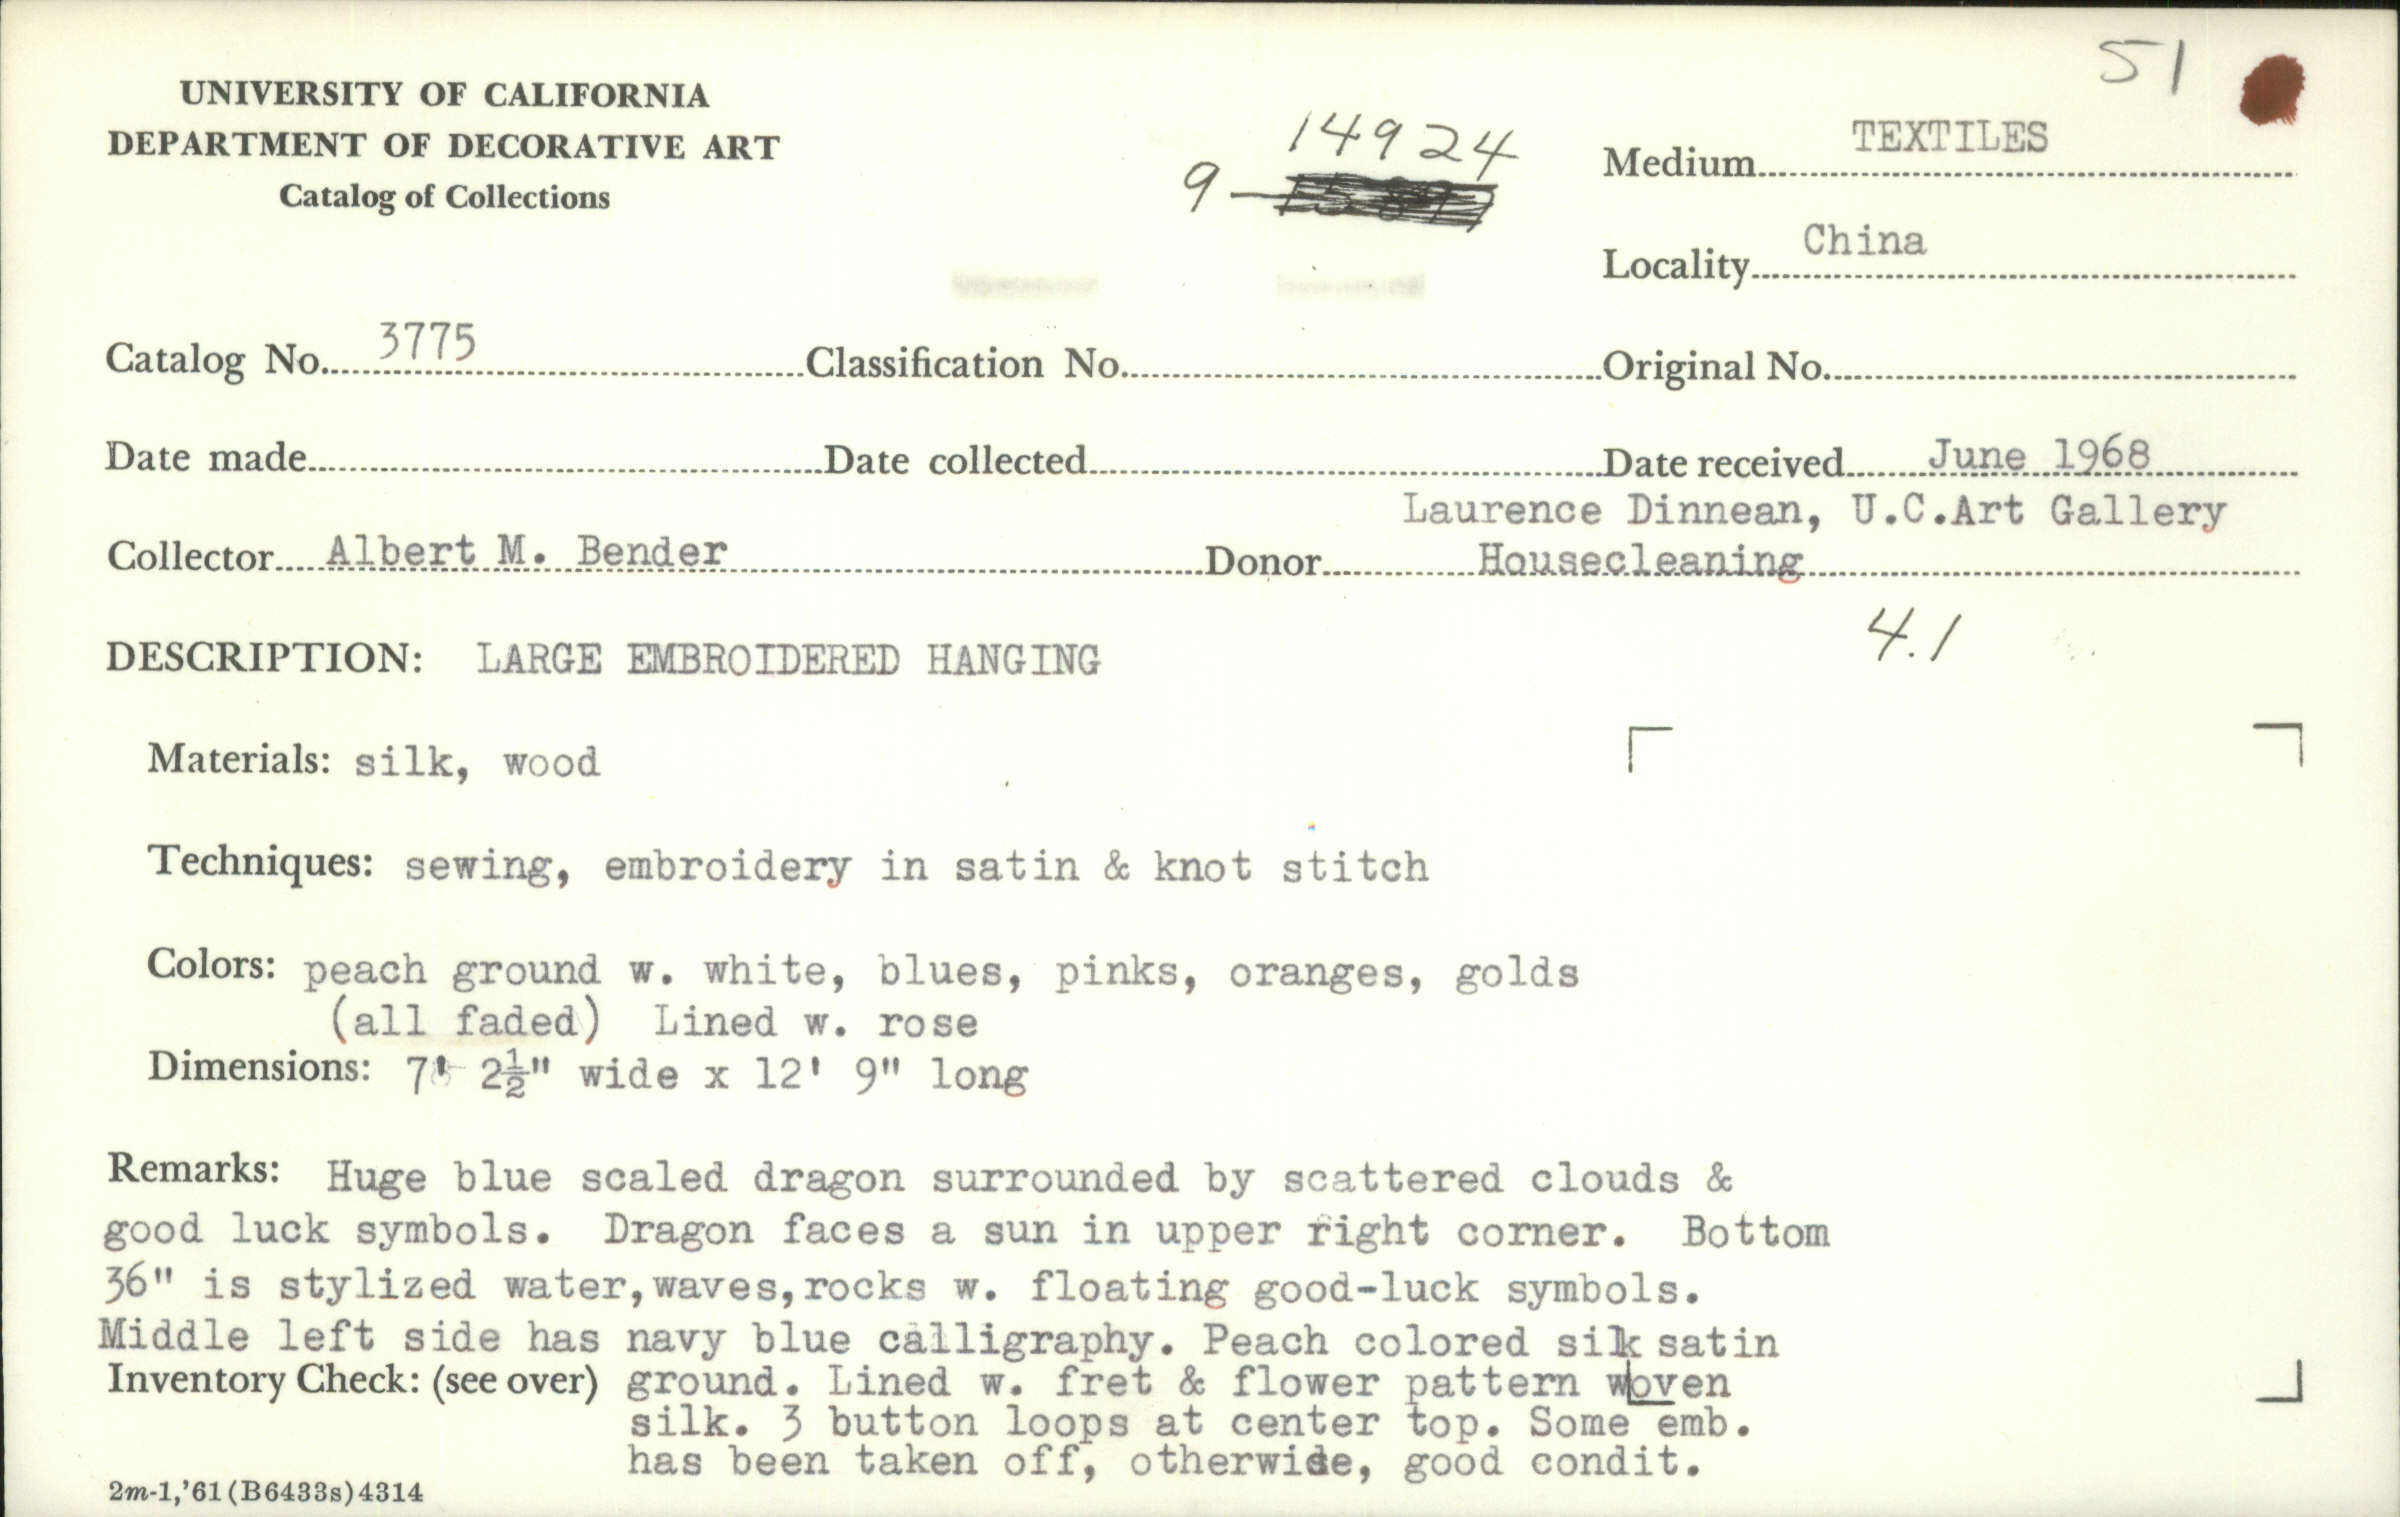 51
UNIVERSITY OF CALIFORNIA
DEPARTMENT OF DECORATIVE ART
Catalog of Collections
14924
9-
Medium TEXTILES
Locality China
Catalog No. 3775 Classification No. Original No.
Date made Date collected Date received June 1968
Laurence Dinnean, U.C.Art Gallery
Collector Albert M. Bender Donor Housecleaning
4.1
DESCRIPTION: LARGE EMBROIDERED HANGING
Materials: silk, wood
Techniques: sewing, embroidery in satin & knot stitch
Colors: peach ground w. white, blues, pinks, oranges, golds
(all faded) Lined w. rose
Dimensions: 7' 2½" wide x 12' 9" long
Remarks: Huge blue scaled dragon surrounded by scattered clouds &
good luck symbols. Dragon faces a sun in upper right corner. Bottom
36" is stylized water,waves,rocks w. floating good-luck symbols.
Middle left side has navy blue calligraphy. Peach colored silk satin
Inventory Check: (see over) ground. Lined w. fret & flower pattern woven
silk. 3 button loops at center top. Some emb.
has been taken off, otherwise, good condit.
2m-1,'61(B6433s)4314